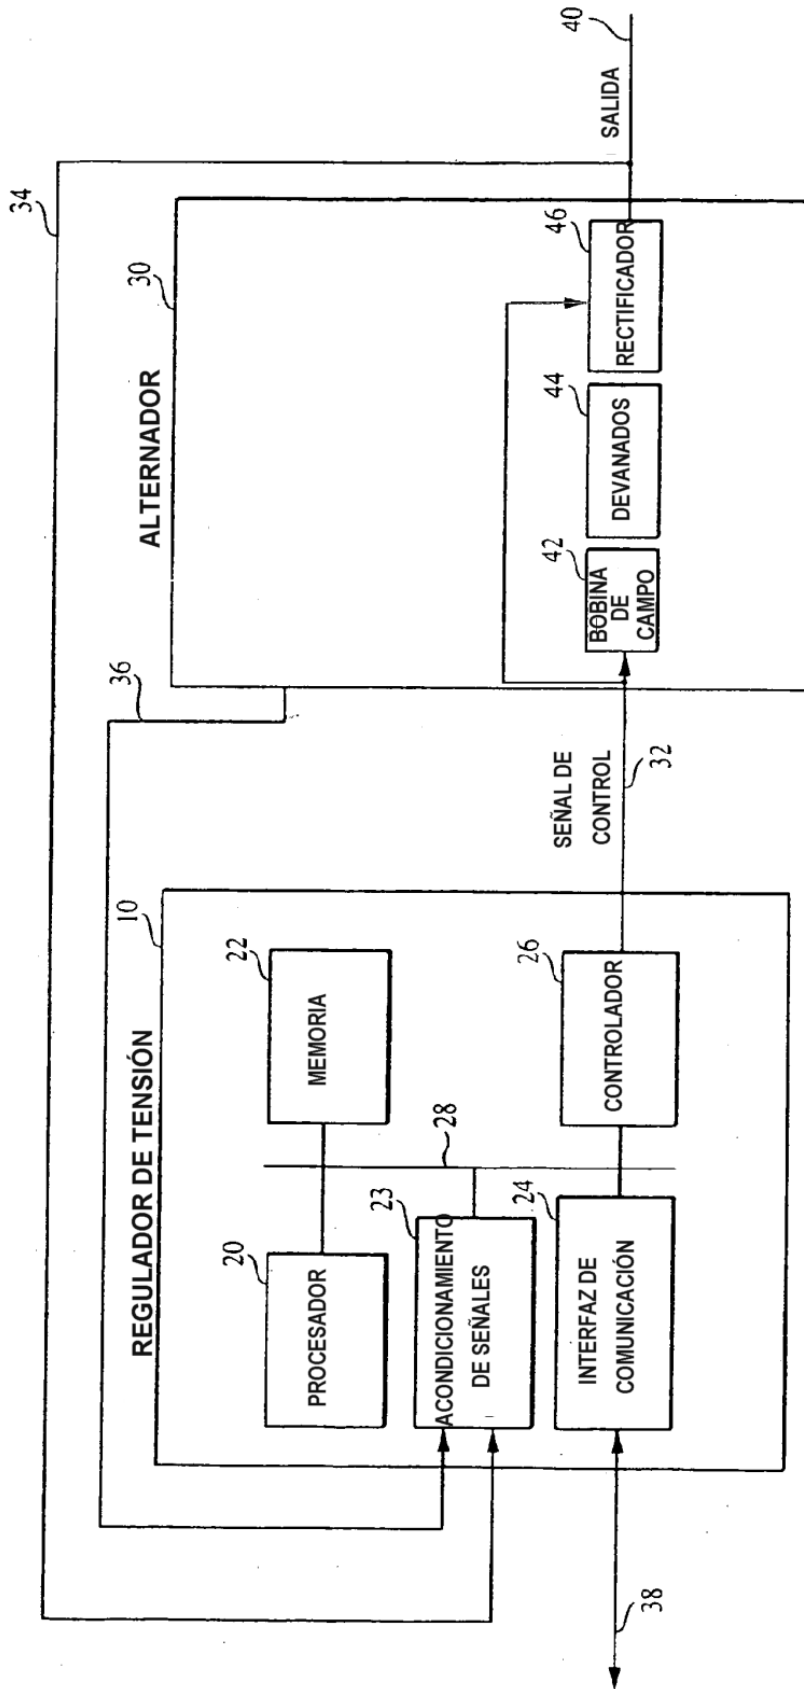 34
36
REGULADOR DE TENSIÓN
10
ALTERNADOR
30
20
PROCESADOR
22
MEMORIA
23
ACONDICIONAMIENTO
DE SEÑALES
28
24
INTERFAZ DE
COMUNICACIÓN
26
CONTROLADOR
SEÑAL DE
CONTROL
32
42
BOBINA
DE
CAMPO
44
DEVANADOS
46
RECTIFICADOR
SALIDA
40
38